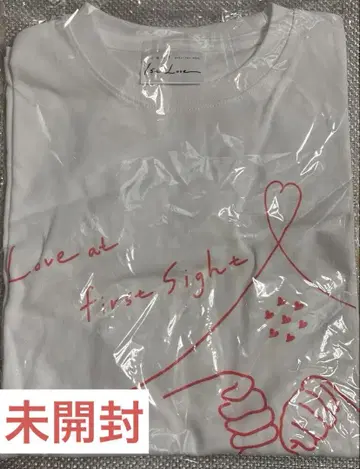 Love at
first Sight
未開封